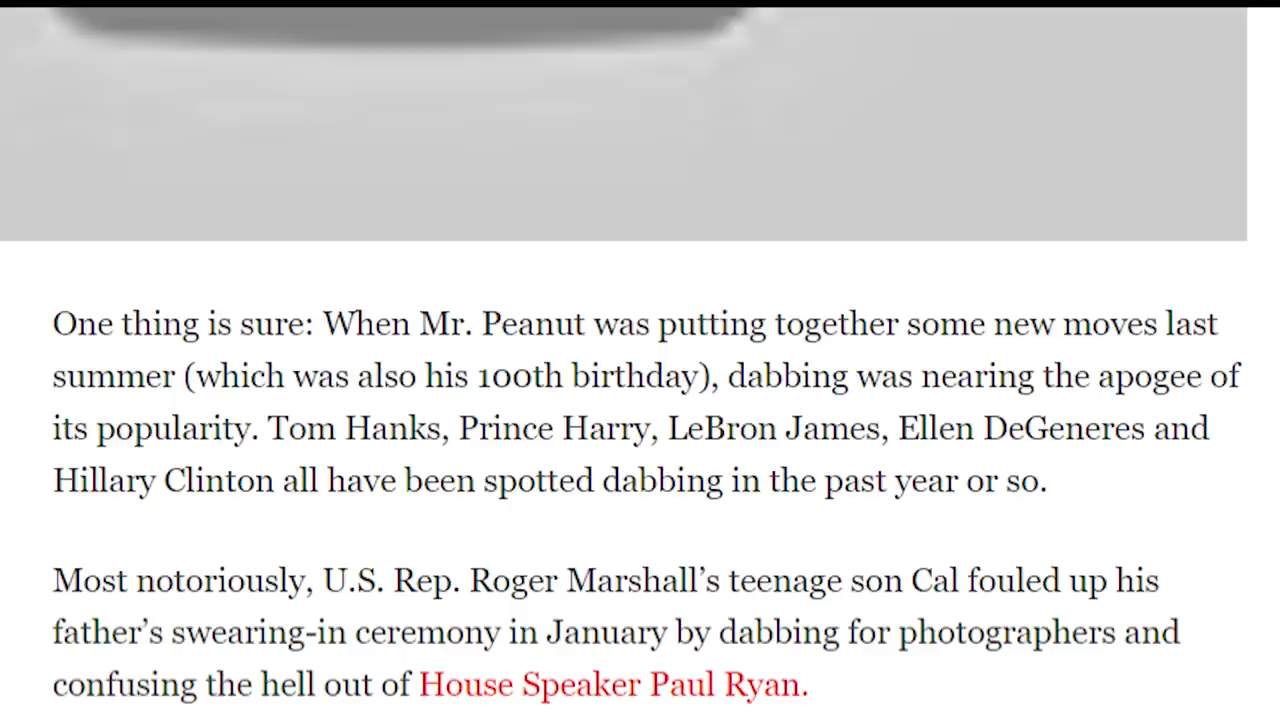 One thing is sure: When Mr. Peanut was putting together some new moves last
summer (which was also his 100th birthday), dabbing was nearing the apogee of
its popularity. Tom Hanks, Prince Harry, LeBron James, Ellen DeGeneres and
Hillary Clinton all have been spotted dabbing in the past year or so.
Most notoriously, U.S. Rep. Roger Marshall’s teenage son Cal fouled up his
father’s swearing-in ceremony in January by dabbing for photographers and
confusing the hell out of House Speaker Paul Ryan.